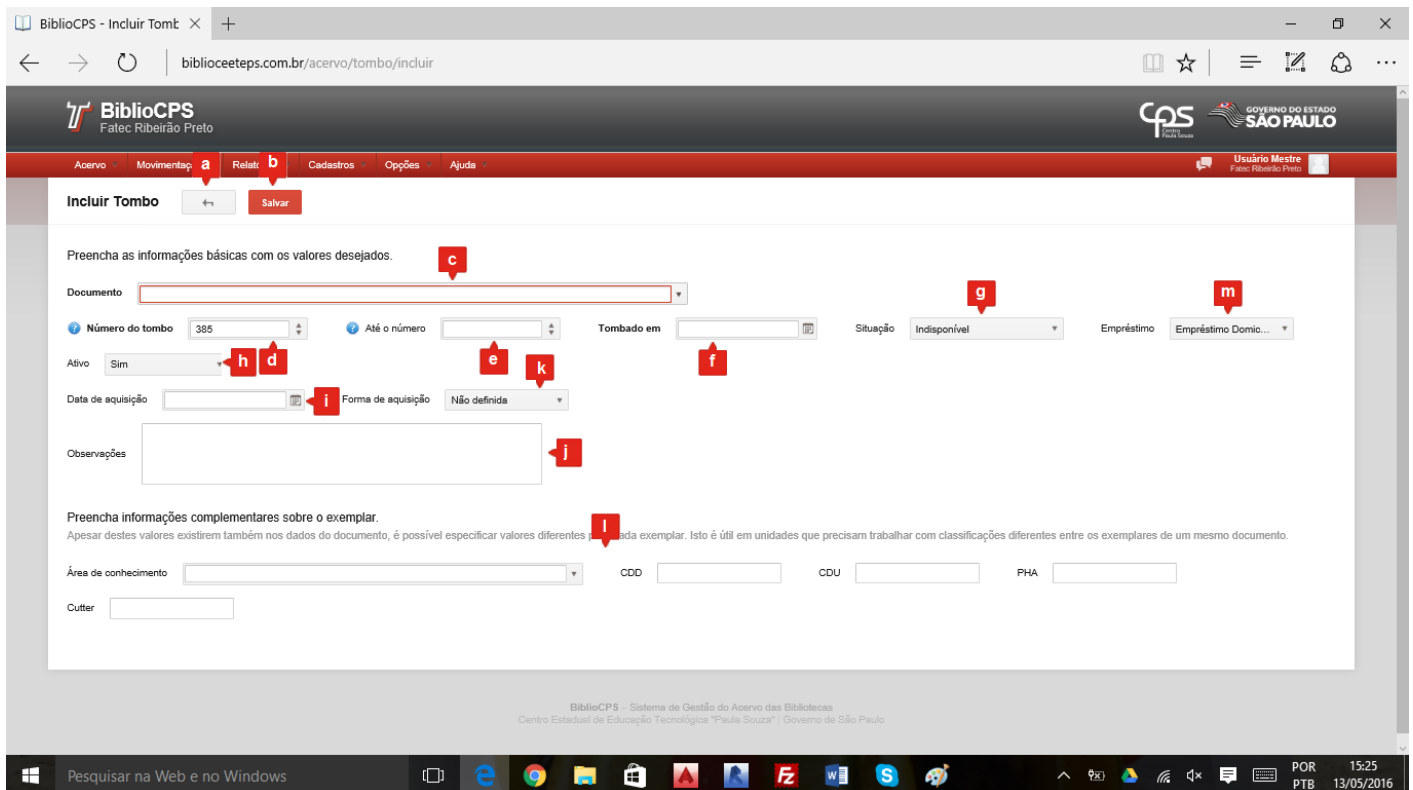 BiblioCPS - Incluir Tomb
biblioceeteps.com.br/acervo/tombo/incluir
BiblioCPS
Fatec Ribeirão Preto
CPS
Centro
Paula Souza
GOVERNO DO ESTADO
SÃO PAULO
Acervo Movimentaç a Relato b Cadastros Opções Ajuda
Usuário Mestre
Fatec Ribeirão Preto
Incluir Tombo Salvar
Preencha as informações básicas com os valores desejados.
c
Documento
g m
Número do tombo 385 Até o número Tombado em Situação Indisponível Empréstimo Empréstimo Domic...
Ativo Sim h d e k f
Data de aquisição i Forma de aquisição Não definida
Observações j
Preencha informações complementares sobre o exemplar.
l
Apesar destes valores existirem também nos dados do documento, é possível especificar valores diferentes p ada exemplar. Isto é útil em unidades que precisam trabalhar com classificações diferentes entre os exemplares de um mesmo documento.
Área de conhecimento CDD CDU PHA
Cutter
BiblioCPS – Sistema de Gestão do Acervo das Bibliotecas
Centro Estadual de Educação Tecnológica "Paula Souza" | Governo de São Paulo
Pesquisar na Web e no Windows
POR 15:25
PTB 13/05/2016